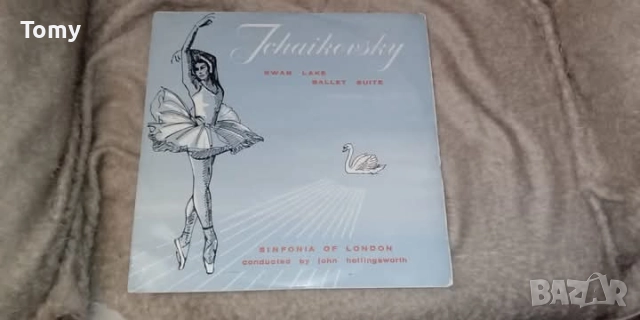 Tomy
Tchaikovsky
SWAN LAKE
BALLET SUITE
SINFONIA OF LONDON
conducted by john hollingsworth
BAZAR